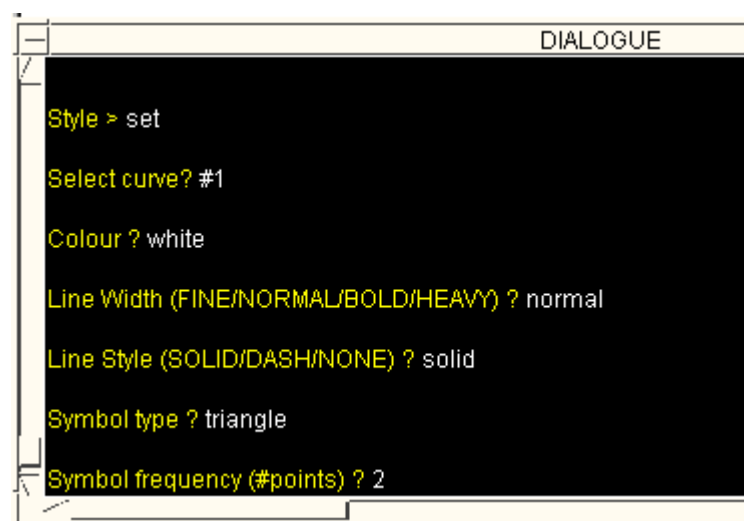 DIALOGUE
Style > set
Select curve? #1
Colour ? white
Line Width (FINE/NORMAL/BOLD/HEAVY) ? normal
Line Style (SOLID/DASH/NONE) ? solid
Symbol type ? triangle
Symbol frequency (#points) ? 2